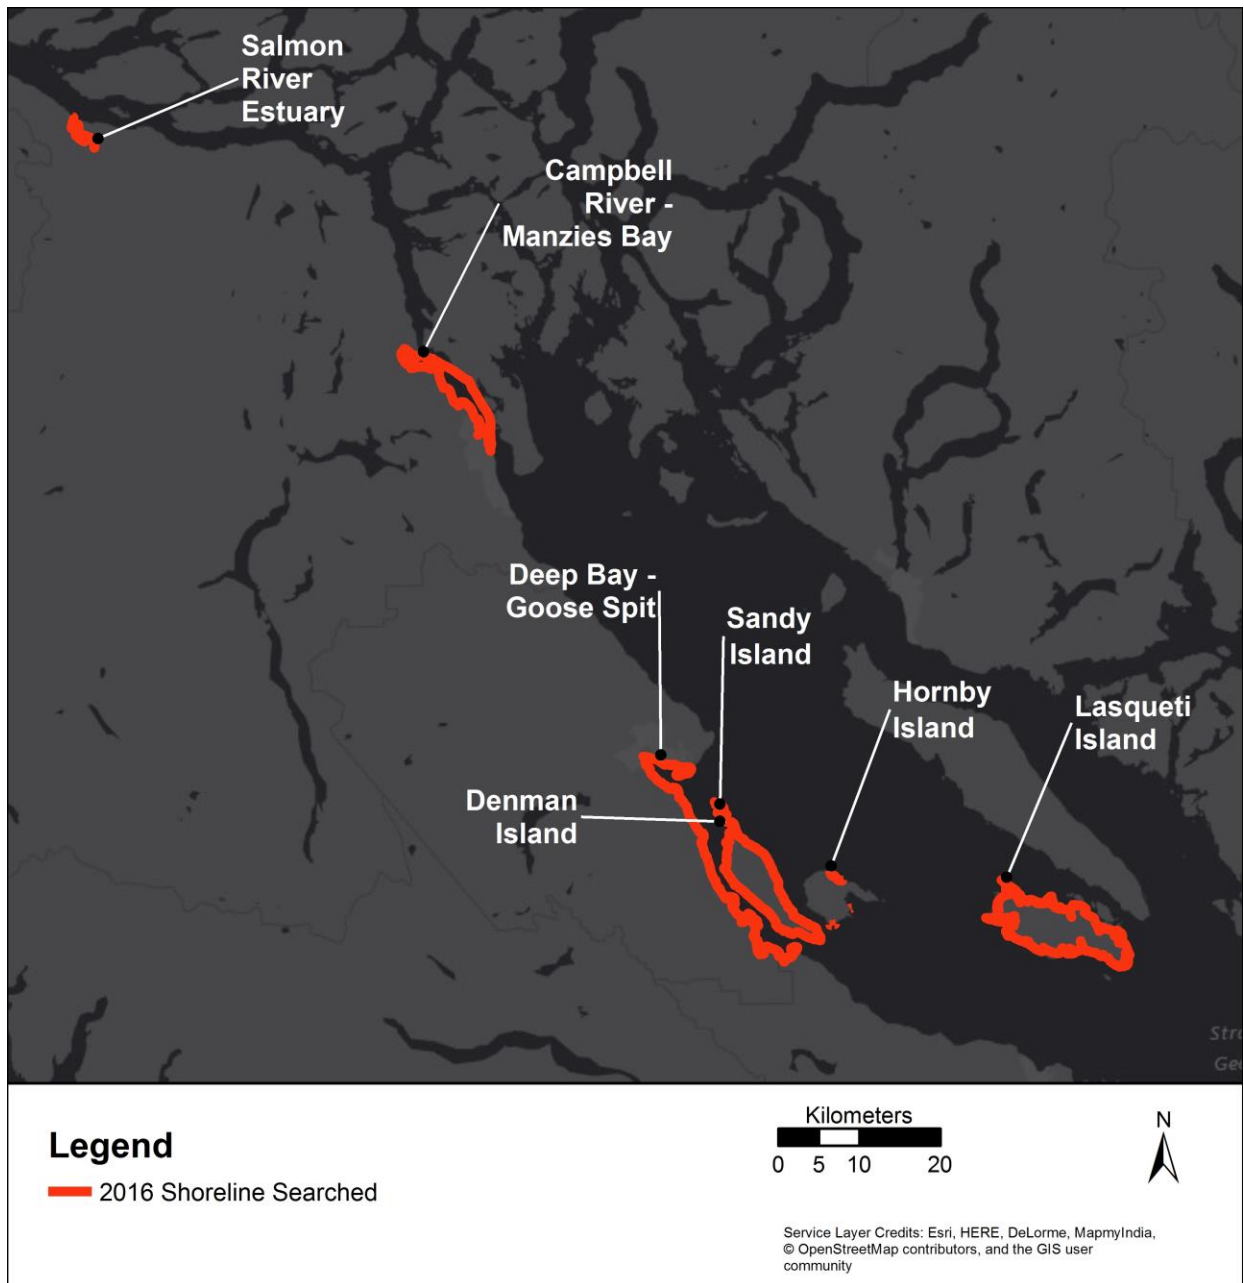 Salmon
River
Estuary
Campbell
River -
Manzies Bay
Deep Bay -
Goose Spit
Sandy
Island
Hornby
Island
Lasqueti
Island
Denman
Island
Legend
2016 Shoreline Searched
Kilometers
0 5 10 20
N
Service Layer Credits: Esri, HERE, DeLorme, MapmyIndia,
© OpenStreetMap contributors, and the GIS user
community